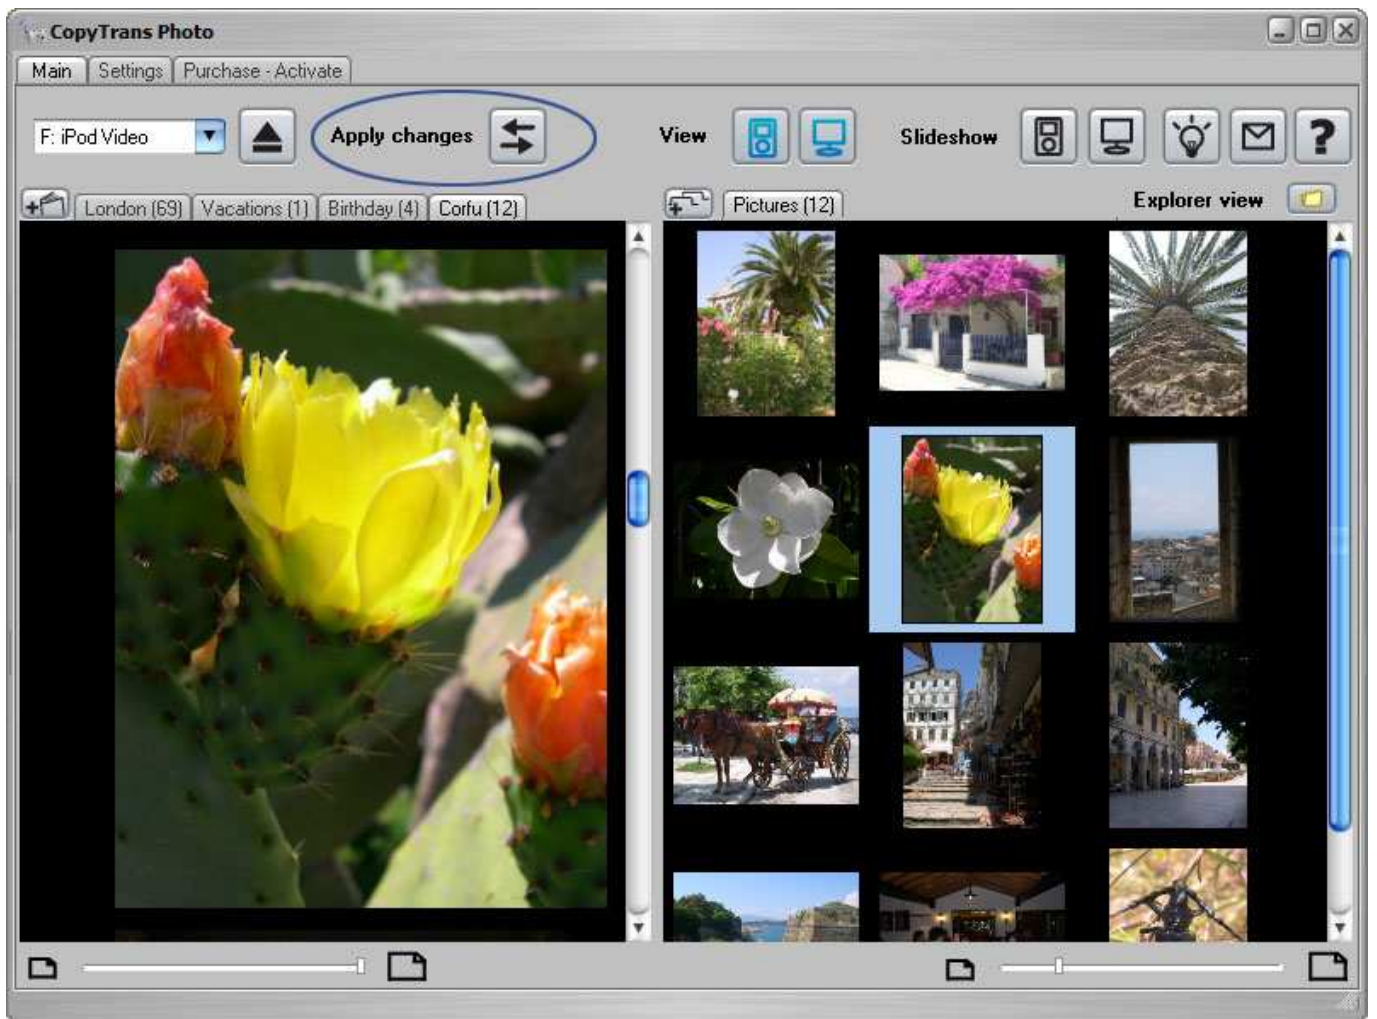 CopyTrans Photo
Main Settings Purchase - Activate
F: iPod Video Apply changes View Slideshow ?
London (69) Vacations (1) Birthday (4) Corfu (12) Pictures (12) Explorer view